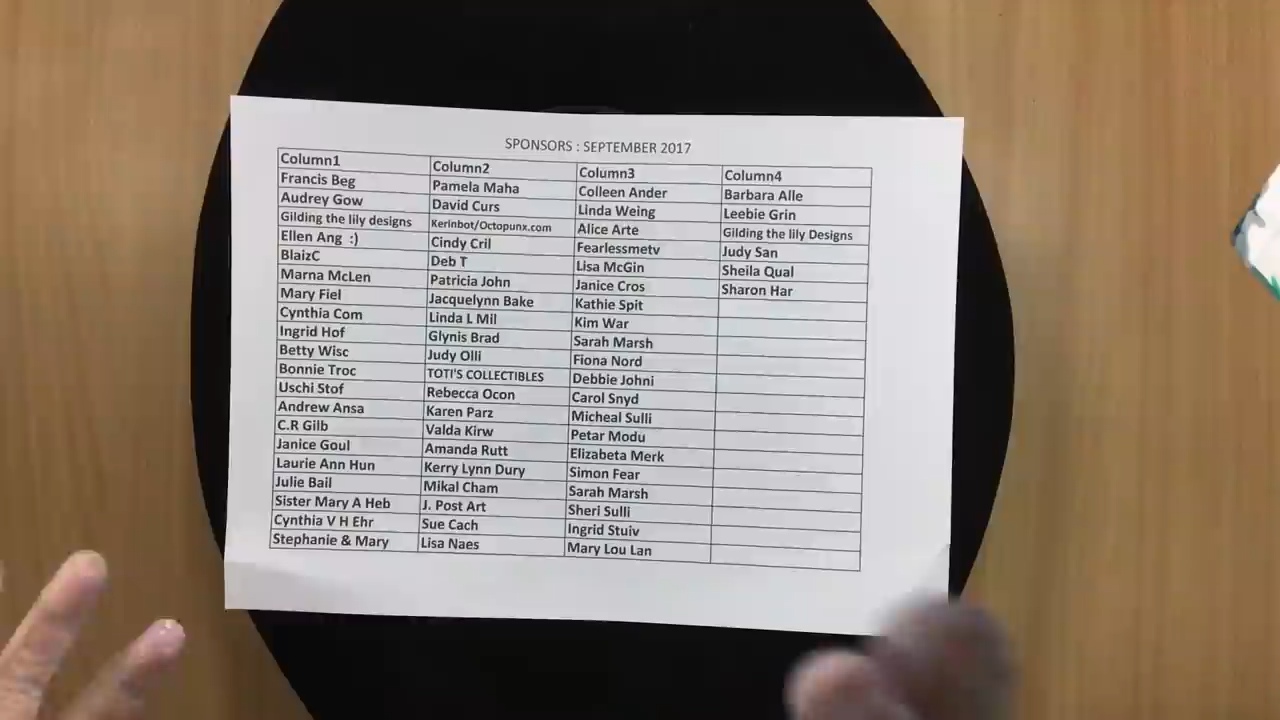 SPONSORS : SEPTEMBER 2017
Column1 Column2 Column3 Column4
Francis Beg Pamela Maha Colleen Ander Barbara Alle
Audrey Gow David Curs Linda Weing Leebie Grin
Gilding the lily designs Kerinbot/Octopunx.com Alice Arte Gilding the lily Designs
Ellen Ang :) Cindy Cril Fearlessmetv Judy San
BlaizC Deb T Lisa McGin Sheila Qual
Marna McLen Patricia John Janice Cros Sharon Har
Mary Fiel Jacquelynn Bake Kathie Spit
Cynthia Com Linda L Mil Kim War
Ingrid Hof Glynis Brad Sarah Marsh
Betty Wisc Judy Olli Fiona Nord
Bonnie Troc TOTI'S COLLECTIBLES Debbie Johni
Uschi Stof Rebecca Ocon Carol Snyd
Andrew Ansa Karen Parz Micheal Sulli
C.R Gilb Valda Kirw Petar Modu
Janice Goul Amanda Rutt Elizabeta Merk
Laurie Ann Hun Kerry Lynn Dury Simon Fear
Julie Bail Mikal Cham Sarah Marsh
Sister Mary A Heb J. Post Art Sheri Sulli
Cynthia V H Ehr Sue Cach Ingrid Stuiv
Stephanie & Mary Lisa Naes Mary Lou Lan